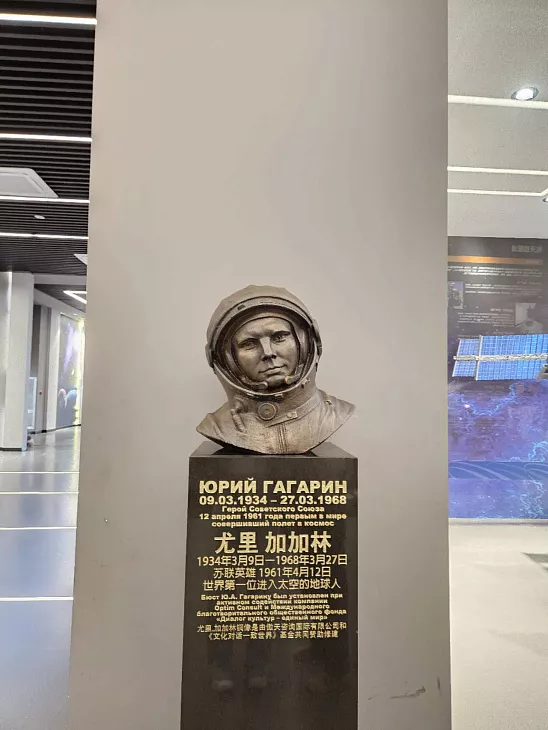 ЮРИЙ ГАГАРИН
09.03.1934 – 27.03.1968
Герой Советского Союза
12 апреля 1961 года первым в мире
совершивший полет в космос
尤里 加加林
1934年3月9日—1968年3月27日
苏联英雄 1961年4月12日
世界第一位进入太空的地球人
Бюст Ю.А. Гагарину был установлен при
активном содействии компании
Optim Consult и Международного
благотворительного общественного фонда
«Диалог культур – единый мир»
尤里.加加林铜像是由傲天咨询国际有限公司和
《文化对话一致世界》基金共同赞助修建